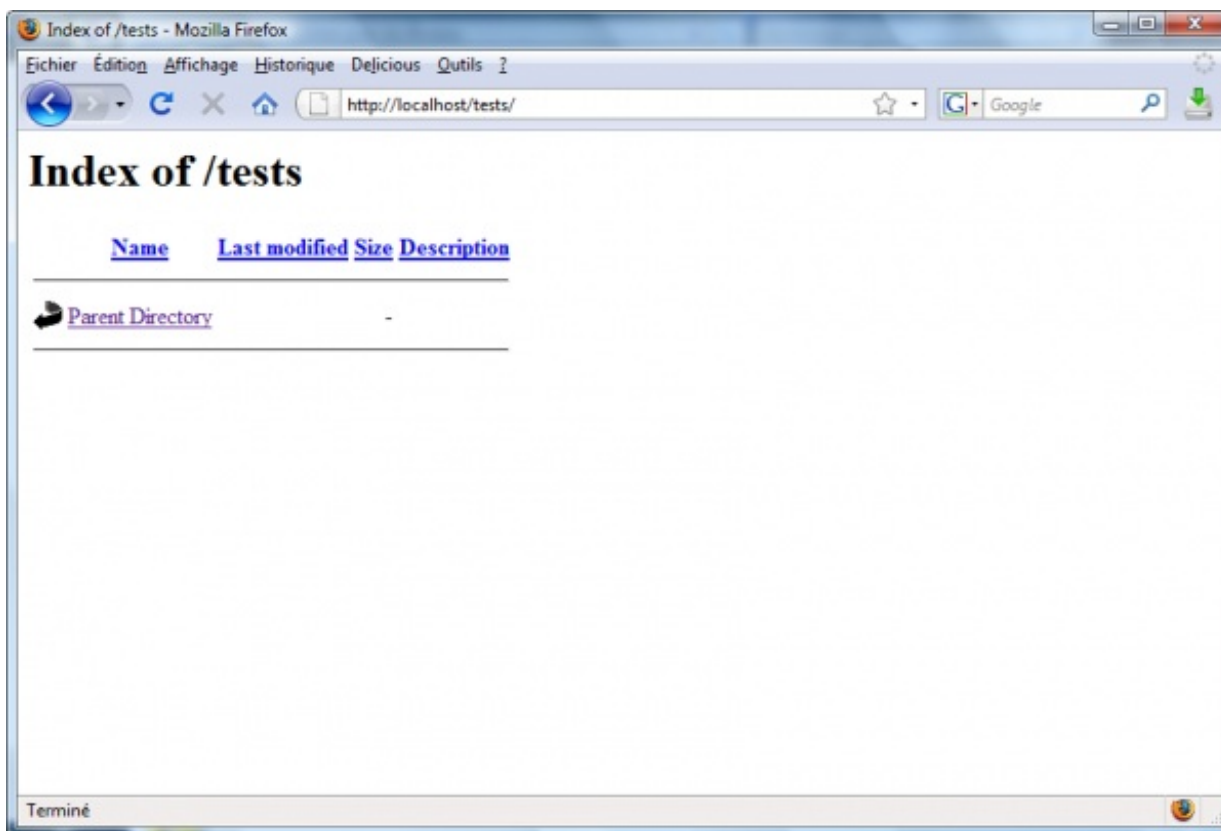 Index of /tests - Mozilla Firefox
Fichier Édition Affichage Historique Delicious Outils ?
http://localhost/tests/ G Google
Index of /tests
Name Last modified Size Description
Parent Directory -
Terminé